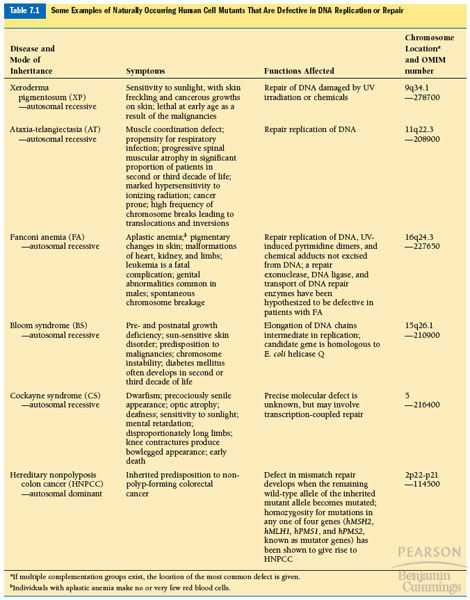 Table 7.1 Some Examples of Naturally Occurring Human Cell Mutants That Are Defective in DNA Replication or Repair
Disease and
Mode of
Inheritance
Symptoms
Functions Affected
Chromosome
Locationᵃ
and OMIM
number
Xeroderma
pigmentosum (XP)
—autosomal recessive
Sensitivity to sunlight, with skin
freckling and cancerous growths
on skin; lethal at early age as a
result of the malignancies
Repair of DNA damaged by UV
irradiation or chemicals
9q34.1
—278700
Ataxia-telangiectasia (AT)
—autosomal recessive
Muscle coordination defect;
propensity for respiratory
infection; progressive spinal
muscular atrophy in significant
proportion of patients in
second or third decade of life;
marked hypersensitivity to
ionizing radiation; cancer
prone; high frequency of
chromosome breaks leading to
translocations and inversions
Repair replication of DNA
11q22.3
—208900
Fanconi anemia (FA)
—autosomal recessive
Aplastic anemia;ᵇ pigmentary
changes in skin; malformations
of heart, kidney, and limbs;
leukemia is a fatal
complication; genital
abnormalities common in
males; spontaneous
chromosome breakage
Repair replication of DNA, UV-
induced pyrimidine dimers, and
chemical adducts not excised
from DNA; a repair
exonuclease, DNA ligase, and
transport of DNA repair
enzymes have been
hypothesized to be defective in
patients with FA
16q24.3
—227650
Bloom syndrome (BS)
—autosomal recessive
Pre- and postnatal growth
deficiency; sun-sensitive skin
disorder; predisposition to
malignancies; chromosome
instability; diabetes mellitus
often develops in second or
third decade of life
Elongation of DNA chains
intermediate in replication;
candidate gene is homologous to
E. coli helicase Q
15q26.1
—210900
Cockayne syndrome (CS)
—autosomal recessive
Dwarfism; precociously senile
appearance; optic atrophy;
deafness; sensitivity to sunlight;
mental retardation;
disproportionately long limbs;
knee contractures produce
bowlegged appearance; early
death
Precise molecular defect is
unknown, but may involve
transcription-coupled repair
5
—216400
Hereditary nonpolyposis
colon cancer (HNPCC)
—autosomal dominant
Inherited predisposition to non-
polyp-forming colorectal
cancer
Defect in mismatch repair
develops when the remaining
wild-type allele of the inherited
mutant allele becomes mutated;
homozygosity for mutations in
any one of four genes (hMSH2,
hMLH1, hPMS1, and hPMS2,
known as mutator genes) has
been shown to give rise to
HNPCC
2p22-p21
—114500
ᵃIf multiple complementation groups exist, the location of the most common defect is given.
ᵇIndividuals with aplastic anemia make no or very few red blood cells.
PEARSON
Benjamin
Cummings